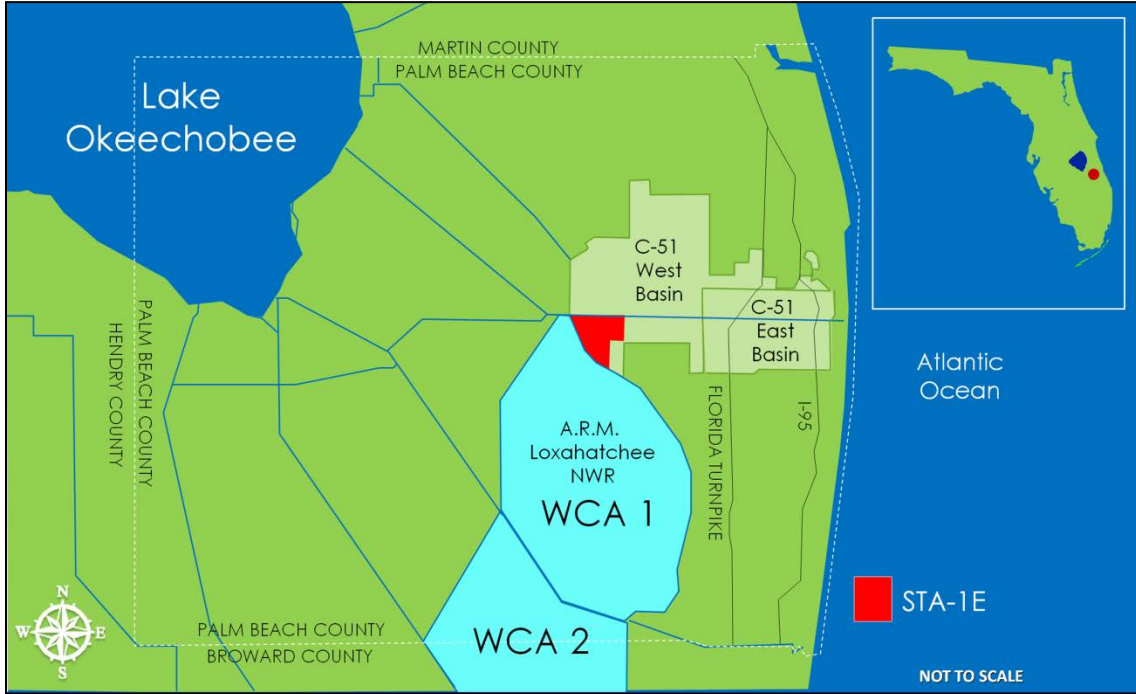 MARTIN COUNTY
PALM BEACH COUNTY
Lake
Okeechobee
C-51
West
Basin
C-51
East
Basin
PALM BEACH COUNTY
HENDRY COUNTY
Atlantic
Ocean
FLORIDA TURNPIKE
I-95
A.R.M.
Loxahatchee
NWR
WCA 1
STA-1E
N
W
E
S
PALM BEACH COUNTY
BROWARD COUNTY
WCA 2
NOT TO SCALE